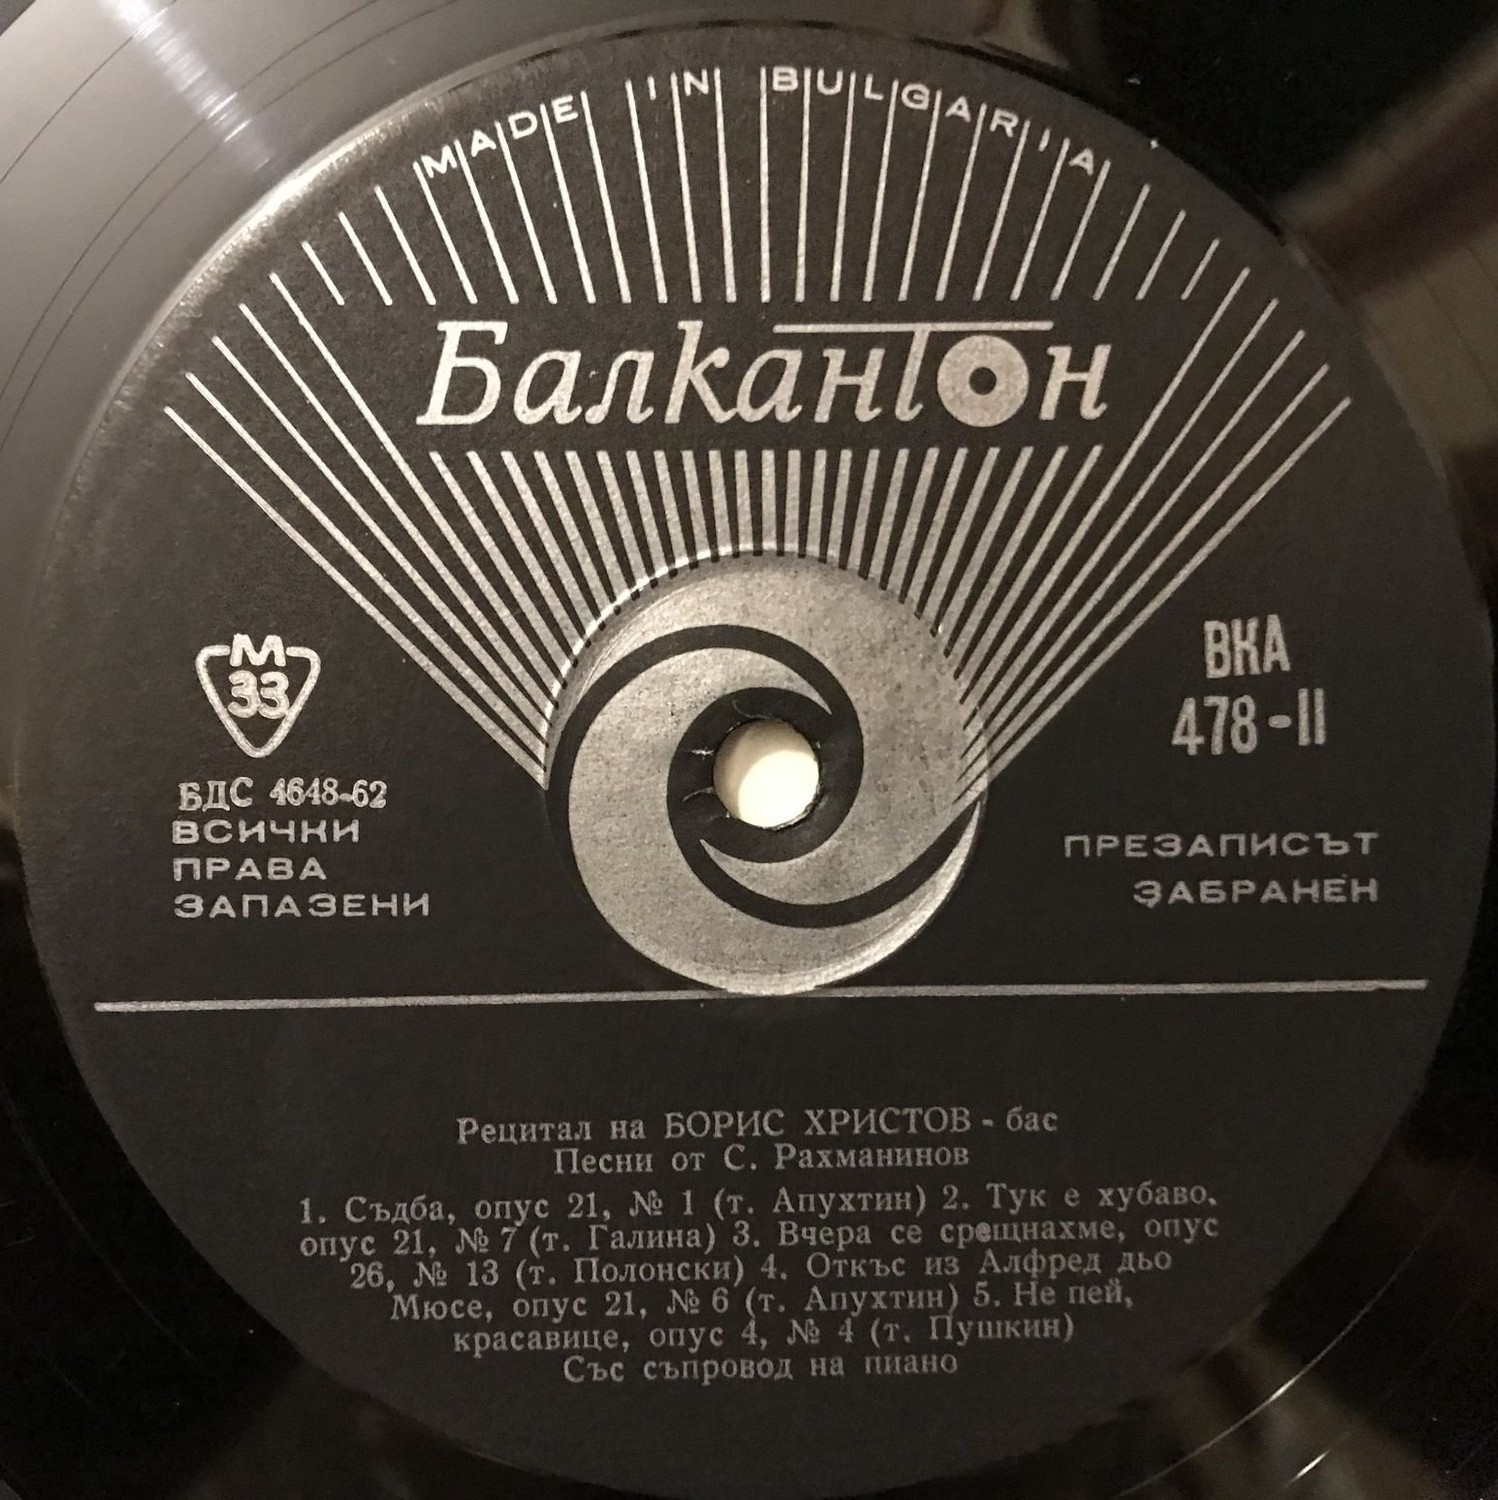 MADE IN BULGARIA
Балкантон
М
33
БДС 4648-62
ВСИЧКИ
ПРАВА
ЗАПАЗЕНИ
ВКА
478-II
ПРЕЗАПИСЪТ
ЗАБРАНЕН
Рецитал на БОРИС ХРИСТОВ - бас
Песни от С. Рахманинов
1. Съдба, опус 21, № 1 (т. Апухтин) 2. Тук е хубаво,
опус 21, № 7 (т. Галина) 3. Вчера се срещнахме, опус
26, № 13 (т. Полонски) 4. Откъс из Алфред дьо
Мюсе, опус 21, № 6 (т. Апухтин) 5. Не пей,
красавице, опус 4, № 4 (т. Пушкин)
Със съпровод на пиано